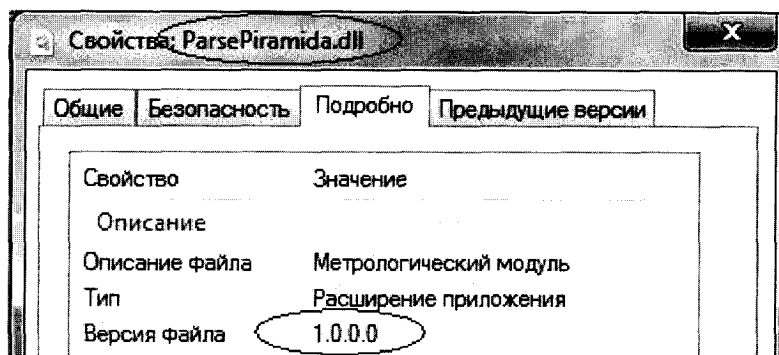 Свойства: ParsePiramida.dll
Общие Безопасность Подробно Предыдущие версии
Свойство Значение
Описание
Описание файла Метрологический модуль
Тип Расширение приложения
Версия файла 1.0.0.0